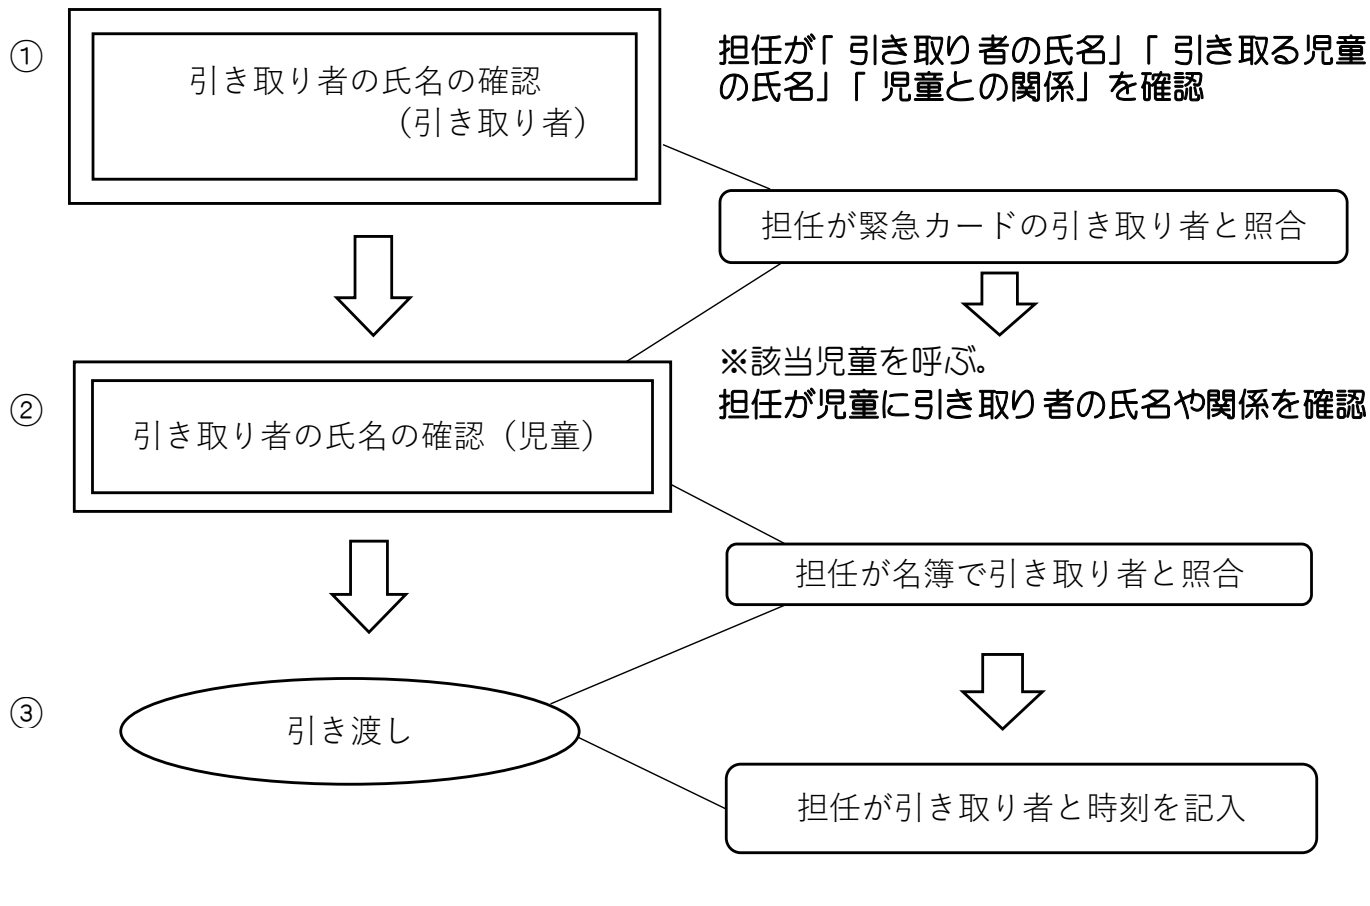 ①
引き取り者の氏名の確認
（引き取り者）
担任が「引き取り者の氏名」「引き取る児童
の氏名」「児童との関係」を確認
担任が緊急カードの引き取り者と照合
※該当児童を呼ぶ。
担任が児童に引き取り者の氏名や関係を確認
②
引き取り者の氏名の確認（児童）
担任が名簿で引き取り者と照合
③
引き渡し
担任が引き取り者と時刻を記入